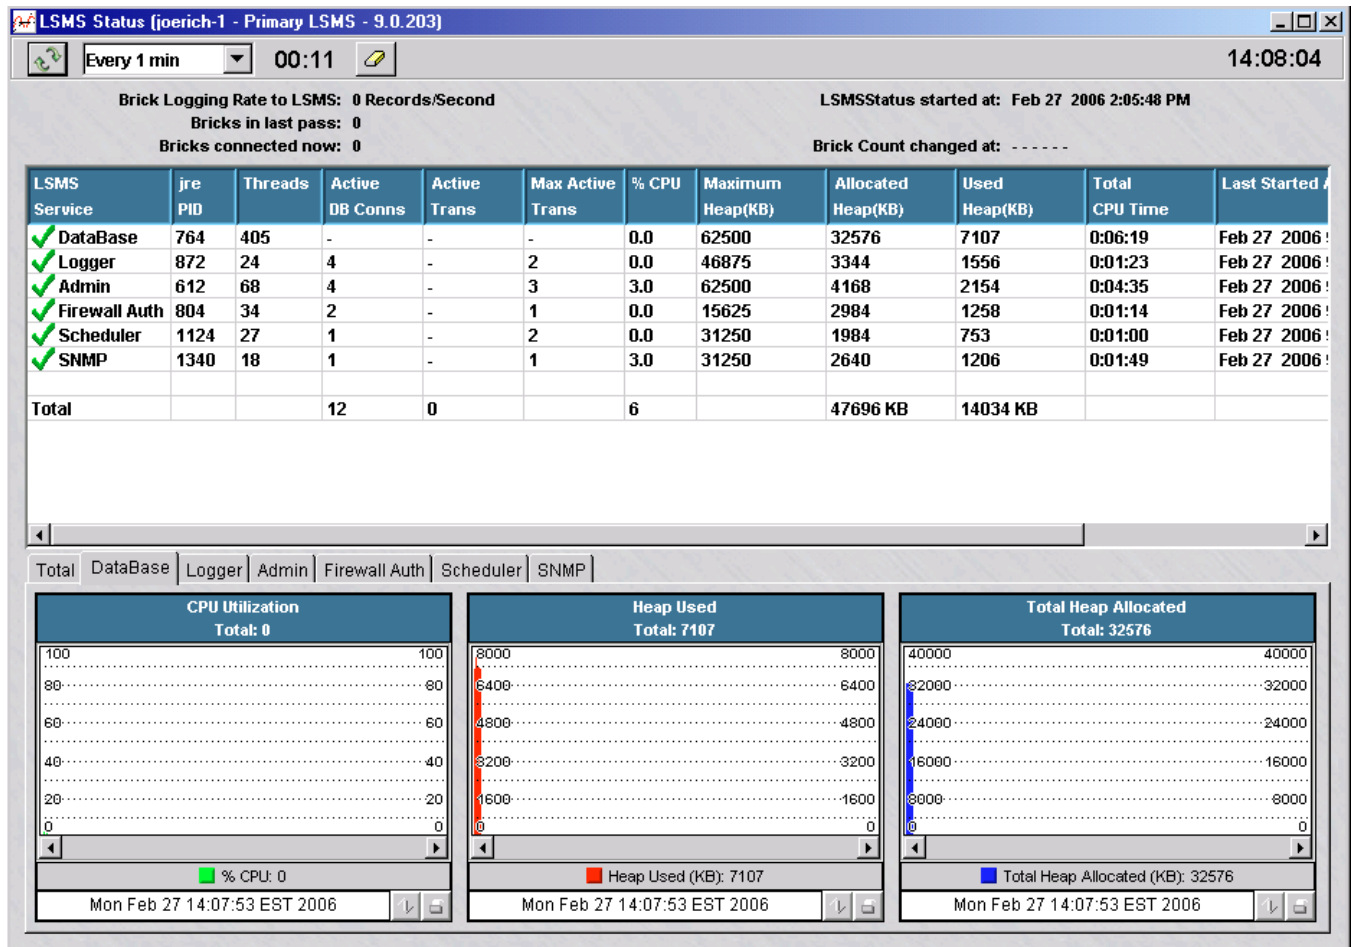 LSMS Status (joerich-1 - Primary LSMS - 9.0.203)
Every 1 min 00:11 14:08:04
Brick Logging Rate to LSMS: 0 Records/Second LSMSStatus started at: Feb 27 2006 2:05:48 PM
Bricks in last pass: 0
Bricks connected now: 0 Brick Count changed at: - - - - - -
LSMS jre Threads Active Active Max Active % CPU Maximum Allocated Used Total Last Started
Service PID DB Conns Trans Trans Heap(KB) Heap(KB) Heap(KB) CPU Time
DataBase 764 405 - - - 0.0 62500 32576 7107 0:06:19 Feb 27 2006
Logger 872 24 4 - 2 0.0 46875 3344 1556 0:01:23 Feb 27 2006
Admin 612 68 4 - 3 3.0 62500 4168 2154 0:04:35 Feb 27 2006
Firewall Auth 804 34 2 - 1 0.0 15625 2984 1258 0:01:14 Feb 27 2006
Scheduler 1124 27 1 - 2 0.0 31250 1984 753 0:01:00 Feb 27 2006
SNMP 1340 18 1 - 1 3.0 31250 2640 1206 0:01:49 Feb 27 2006
Total 12 0 6 47696 KB 14034 KB
Total DataBase Logger Admin Firewall Auth Scheduler SNMP
CPU Utilization
Total: 0
100 100
80 80
60 60
40 40
20 20
0 0
% CPU: 0
Mon Feb 27 14:07:53 EST 2006
Heap Used
Total: 7107
8000 8000
6400 6400
4800 4800
3200 3200
1600 1600
0 0
Heap Used (KB): 7107
Mon Feb 27 14:07:53 EST 2006
Total Heap Allocated
Total: 32576
40000 40000
32000 32000
24000 24000
16000 16000
8000 8000
0 0
Total Heap Allocated (KB): 32576
Mon Feb 27 14:07:53 EST 2006